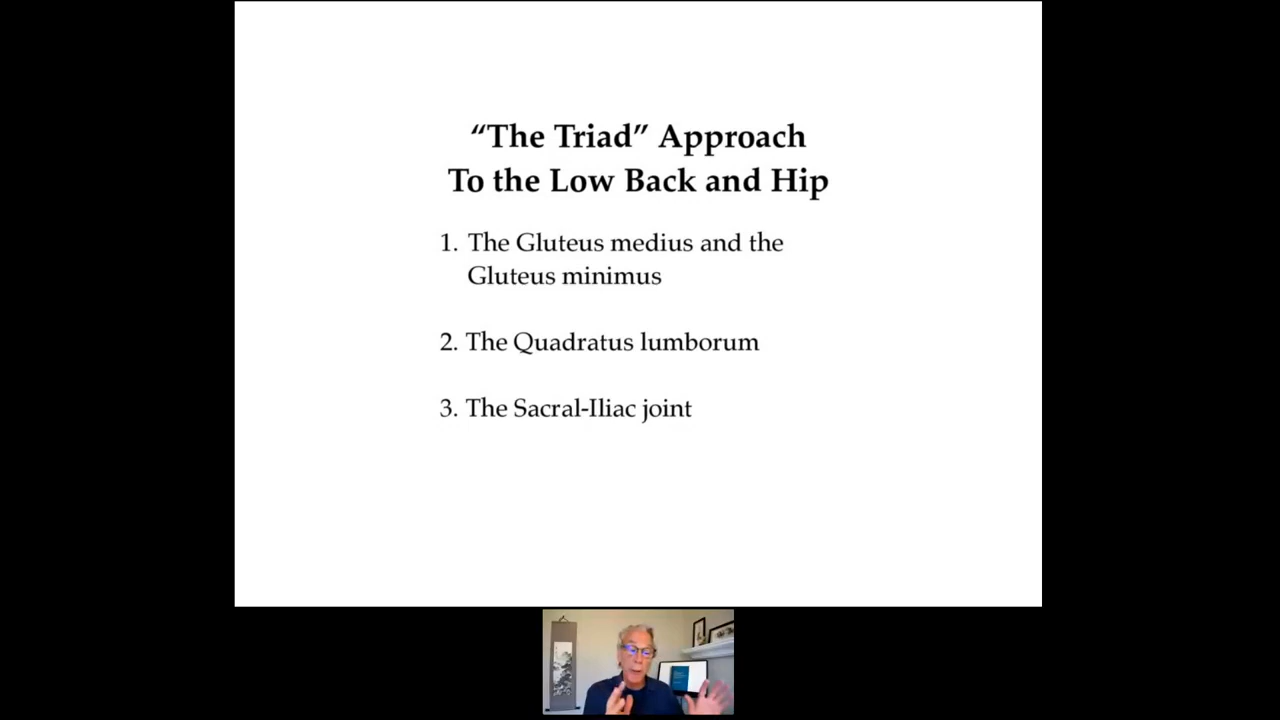 “The Triad” Approach
To the Low Back and Hip
1. The Gluteus medius and the
Gluteus minimus
2. The Quadratus lumborum
3. The Sacral-Iliac joint